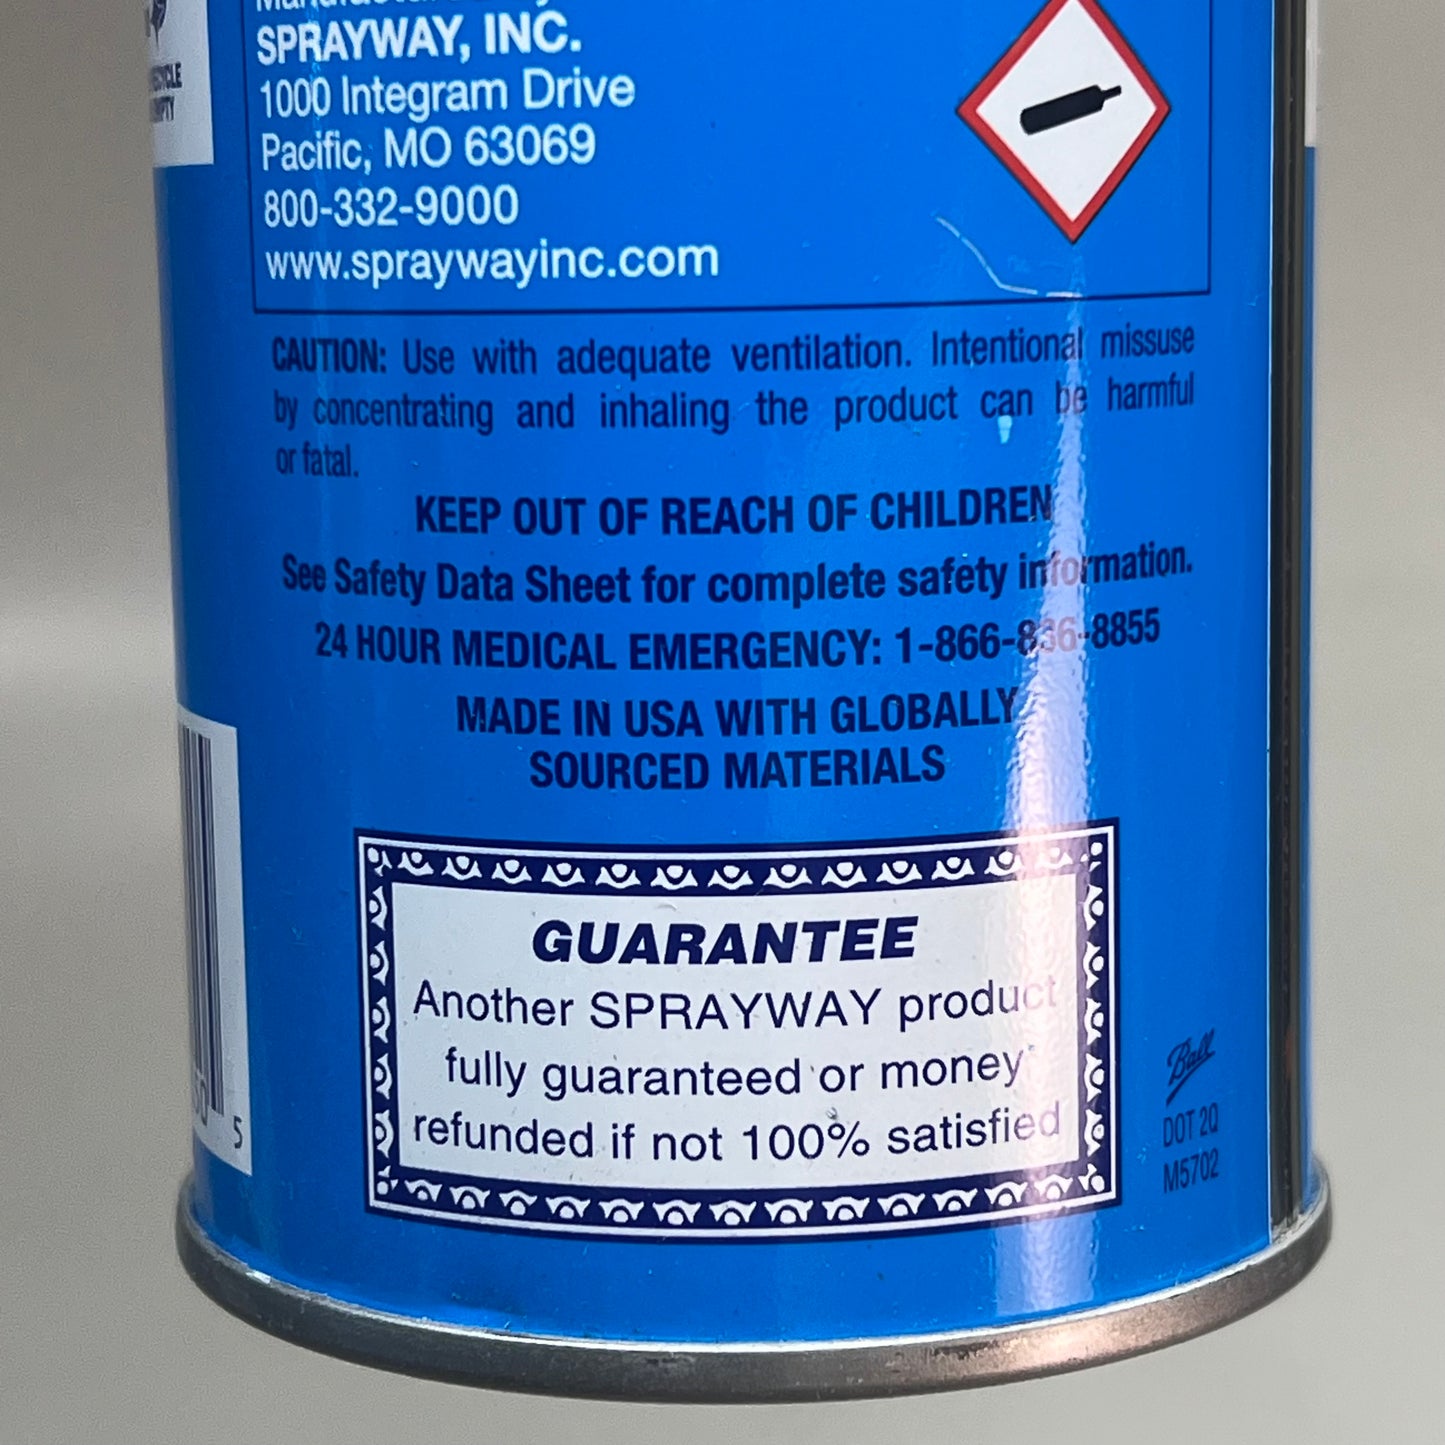 SPRAYWAY, INC.
1000 Integram Drive
Pacific, MO 63069
800-332-9000
www.spraywayinc.com
CAUTION: Use with adequate ventilation. Intentional missuse
by concentrating and inhaling the product can be harmful
or fatal.
KEEP OUT OF REACH OF CHILDREN
See Safety Data Sheet for complete safety information.
24 HOUR MEDICAL EMERGENCY: 1-866-836-8855
MADE IN USA WITH GLOBALLY
SOURCED MATERIALS
GUARANTEE
Another SPRAYWAY product
fully guaranteed or money
refunded if not 100% satisfied
Ball
DOT 2Q
M5702
5